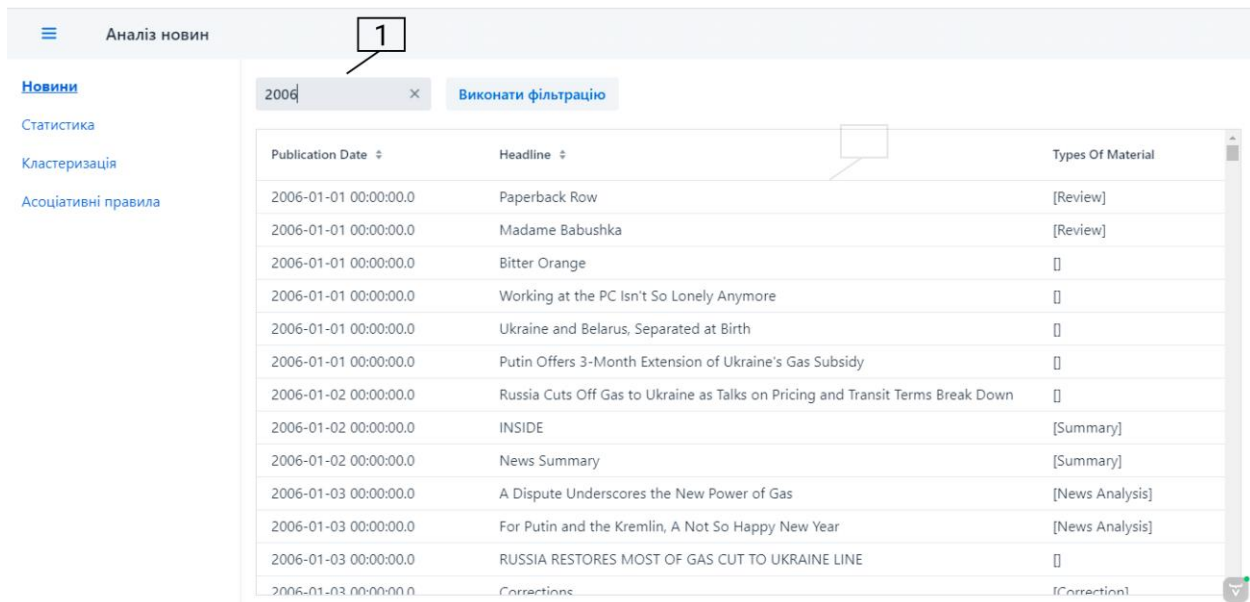 Аналіз новин
1
Новини
Статистика
Кластеризація
Асоціативні правила
2006 Виконати фільтрацію
Publication Date Headline Types Of Material
2006-01-01 00:00:00.0 Paperback Row [Review]
2006-01-01 00:00:00.0 Madame Babushka [Review]
2006-01-01 00:00:00.0 Bitter Orange []
2006-01-01 00:00:00.0 Working at the PC Isn't So Lonely Anymore []
2006-01-01 00:00:00.0 Ukraine and Belarus, Separated at Birth []
2006-01-01 00:00:00.0 Putin Offers 3-Month Extension of Ukraine's Gas Subsidy []
2006-01-02 00:00:00.0 Russia Cuts Off Gas to Ukraine as Talks on Pricing and Transit Terms Break Down []
2006-01-02 00:00:00.0 INSIDE [Summary]
2006-01-02 00:00:00.0 News Summary [Summary]
2006-01-03 00:00:00.0 A Dispute Underscores the New Power of Gas [News Analysis]
2006-01-03 00:00:00.0 For Putin and the Kremlin, A Not So Happy New Year [News Analysis]
2006-01-03 00:00:00.0 RUSSIA RESTORES MOST OF GAS CUT TO UKRAINE LINE []
2006-01-03 00:00:00.0 Corrections [Correction]